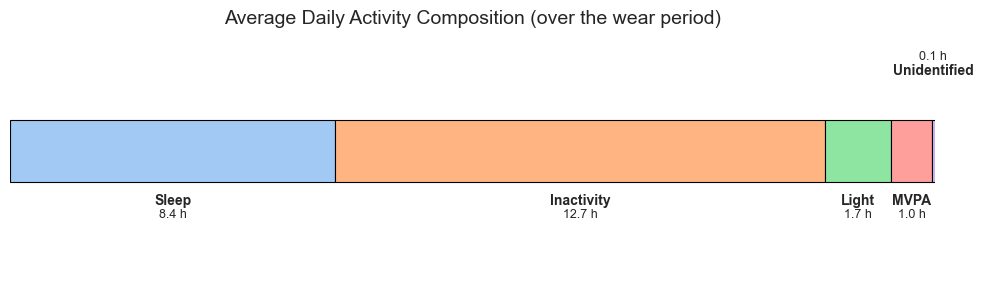 Average Daily Activity Composition (over the wear period)
0.1 h
Unidentified
Sleep
8.4 h
Inactivity
12.7 h
Light
1.7 h
MVPA
1.0 h